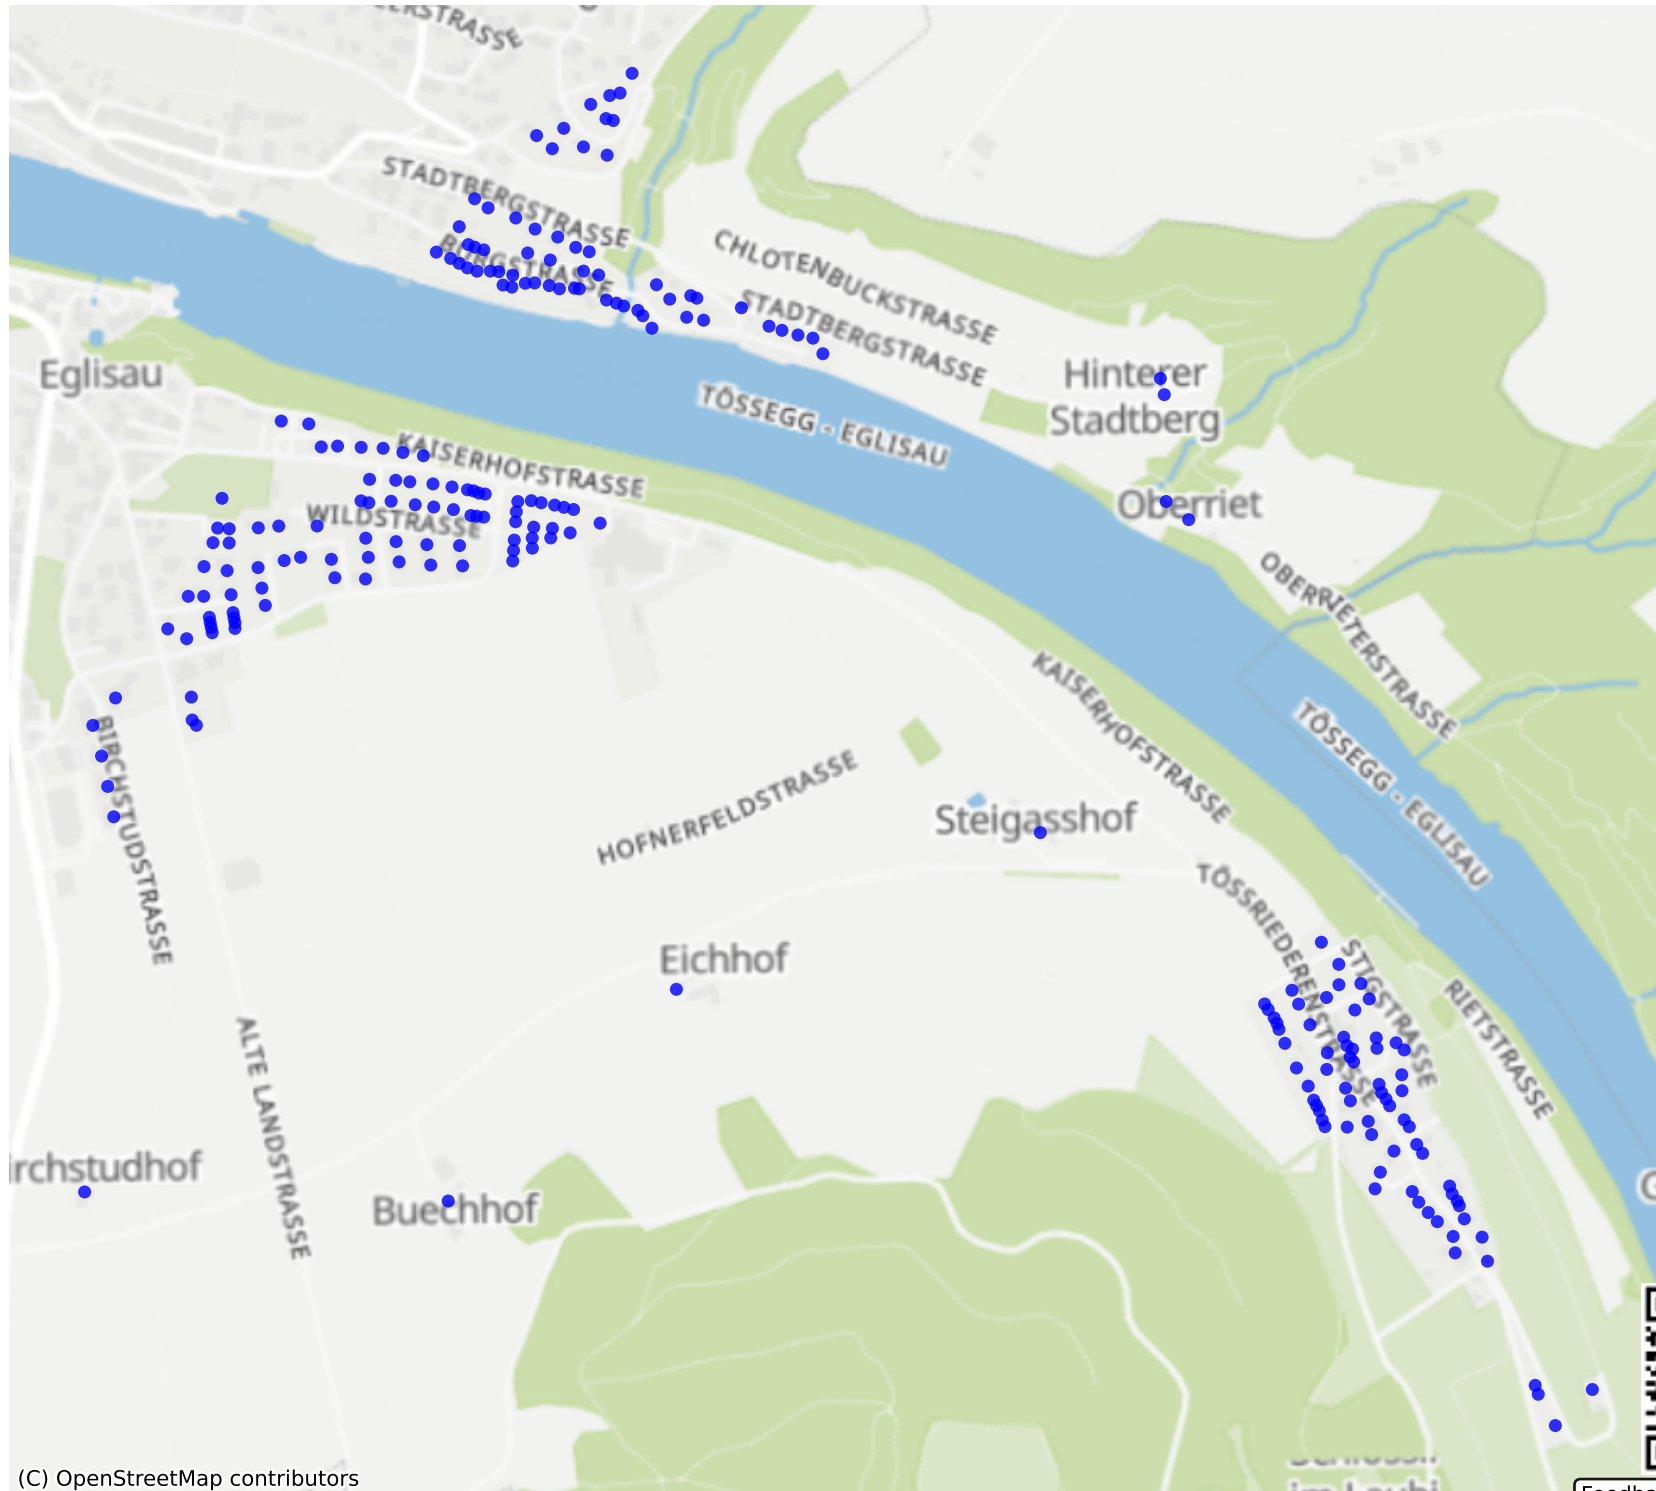 STADTBERGSTRASSE
BURGSTRASSE
CHLOTENBUCKSTRASSE
STADTBERGSTRASSE
Eglisau
Hinterer
Stadtberg
TÖSSEGG - EGLISAU
KAISERHOFSTRASSE
WILDSTRASSE
Oberriet
OBERRIETERSTRASSE
KAISERHOFSTRASSE
TÖSSEGG - EGLISAU
BIRCHSTUDSTRASSE
HOFNERFELDSTRASSE
Steigasshof
TÖSSRIEDERENSTRASSE
STIGSTRASSE
RIETSTRASSE
Eichhof
ALTE LANDSTRASSE
irchstudhof
Buechhof
(C) OpenStreetMap contributors